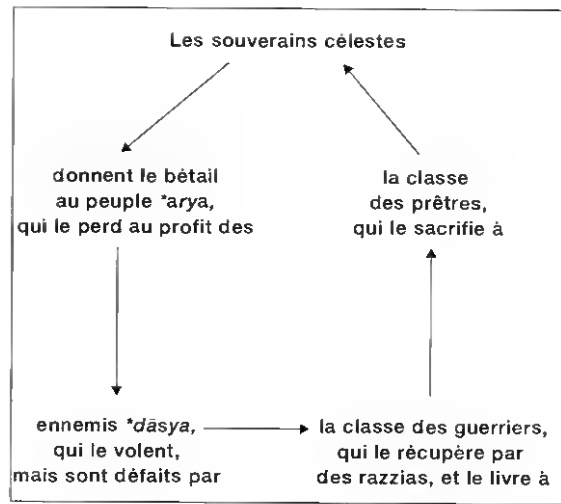 Les souverains célestes
donnent le bétail
au peuple *arya,
qui le perd au profit des
ennemis *dāsya,
qui le volent,
mais sont défaits par
la classe des guerriers,
qui le récupère par
des razzias, et le livre à
la classe
des prêtres,
qui le sacrifie à